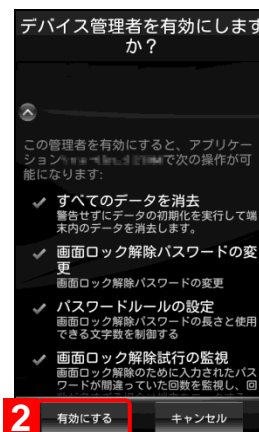 デバイス管理者を有効にします
か?
この管理者を有効にすると、アプリケー
ション で次の操作が可
能になります:
すべてのデータを消去
警告せずにデータの初期化を実行して端
末内のデータを消去します。
画面ロック解除パスワードの変
更
画面ロック解除パスワードの変更
パスワードルールの設定
画面ロック解除パスワードの長さと使用
できる文字数を制御する
画面ロック解除試行の監視
画面ロック解除のために入力されたパス
ワードが間違っていた回数を監視し、回
2
有効にする
キャンセル